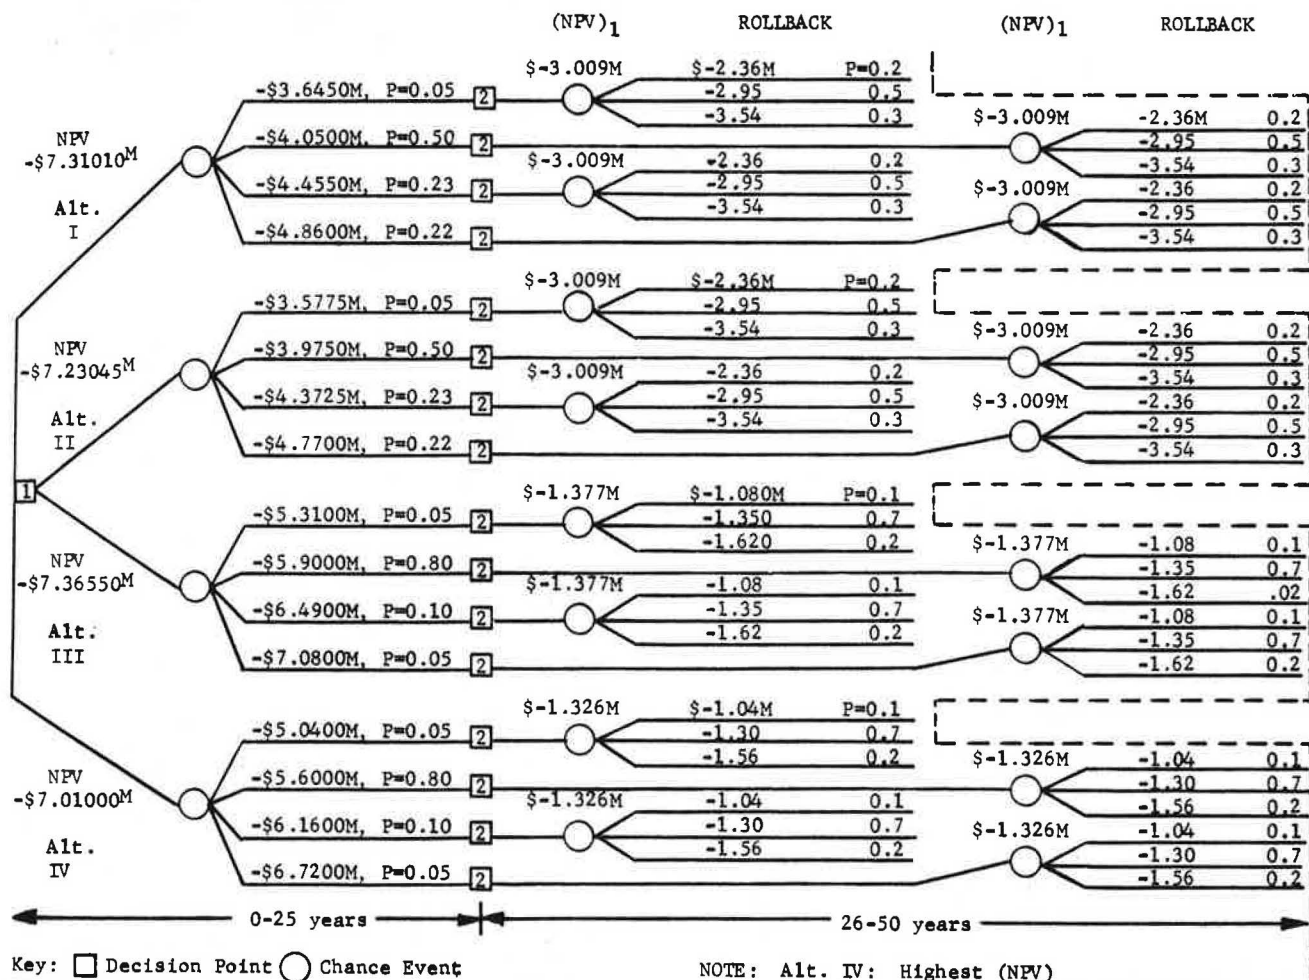 (NPV)1 ROLLBACK (NPV)1 ROLLBACK
$-3.009M $-2.36M P=0.2
-$3.6450M, P=0.05 2 -2.95 0.5
-3.54 0.3 $-3.009M -2.36M 0.2
NPV
-$7.31010M
-$4.0500M, P=0.50 2 -2.95 0.5
$-3.009M -2.36 0.2 -3.54 0.3
-$4.4550M, P=0.23 2 -2.95 0.5 $-3.009M -2.36 0.2
Alt.
I
-3.54 0.3 -2.95 0.5
-$4.8600M, P=0.22 2 -3.54 0.3
$-3.009M $-2.36M P=0.2
-$3.5775M, P=0.05 2 -2.95 0.5
-3.54 0.3 $-3.009M -2.36 0.2
NPV
-$7.23045M
-$3.9750M, P=0.50 2 -2.95 0.5
$-3.009M -2.36 0.2 -3.54 0.3
-$4.3725M, P=0.23 2 -2.95 0.5 $-3.009M -2.36 0.2
Alt.
II
-3.54 0.3 -2.95 0.5
-$4.7700M, P=0.22 2 -3.54 0.3
1
$-1.377M $-1.080M P=0.1
-$5.3100M, P=0.05 2 -1.350 0.7
-1.620 0.2 $-1.377M -1.08 0.1
NPV
-$7.36550M
-$5.9000M, P=0.80 2 -1.35 0.7
$-1.377M -1.08 0.1 -1.62 .02
-$6.4900M, P=0.10 2 -1.35 0.7 $-1.377M -1.08 0.1
Alt.
III
-1.62 0.2 -1.35 0.7
-$7.0800M, P=0.05 2 -1.62 0.2
$-1.326M $-1.04M P=0.1
-$5.0400M, P=0.05 2 -1.30 0.7
-1.56 0.2 $-1.326M -1.04 0.1
NPV
-$7.01000M
-$5.6000M, P=0.80 2 -1.30 0.7
$-1.326M -1.04 0.1 -1.56 0.2
-$6.1600M, P=0.10 2 -1.30 0.7 $-1.326M -1.04 0.1
Alt.
IV
-1.56 0.2 -1.30 0.7
-$6.7200M, P=0.05 2 -1.56 0.2
0-25 years 26-50 years
Key: Decision Point Chance Event NOTE: Alt. IV: Highest (NPV)